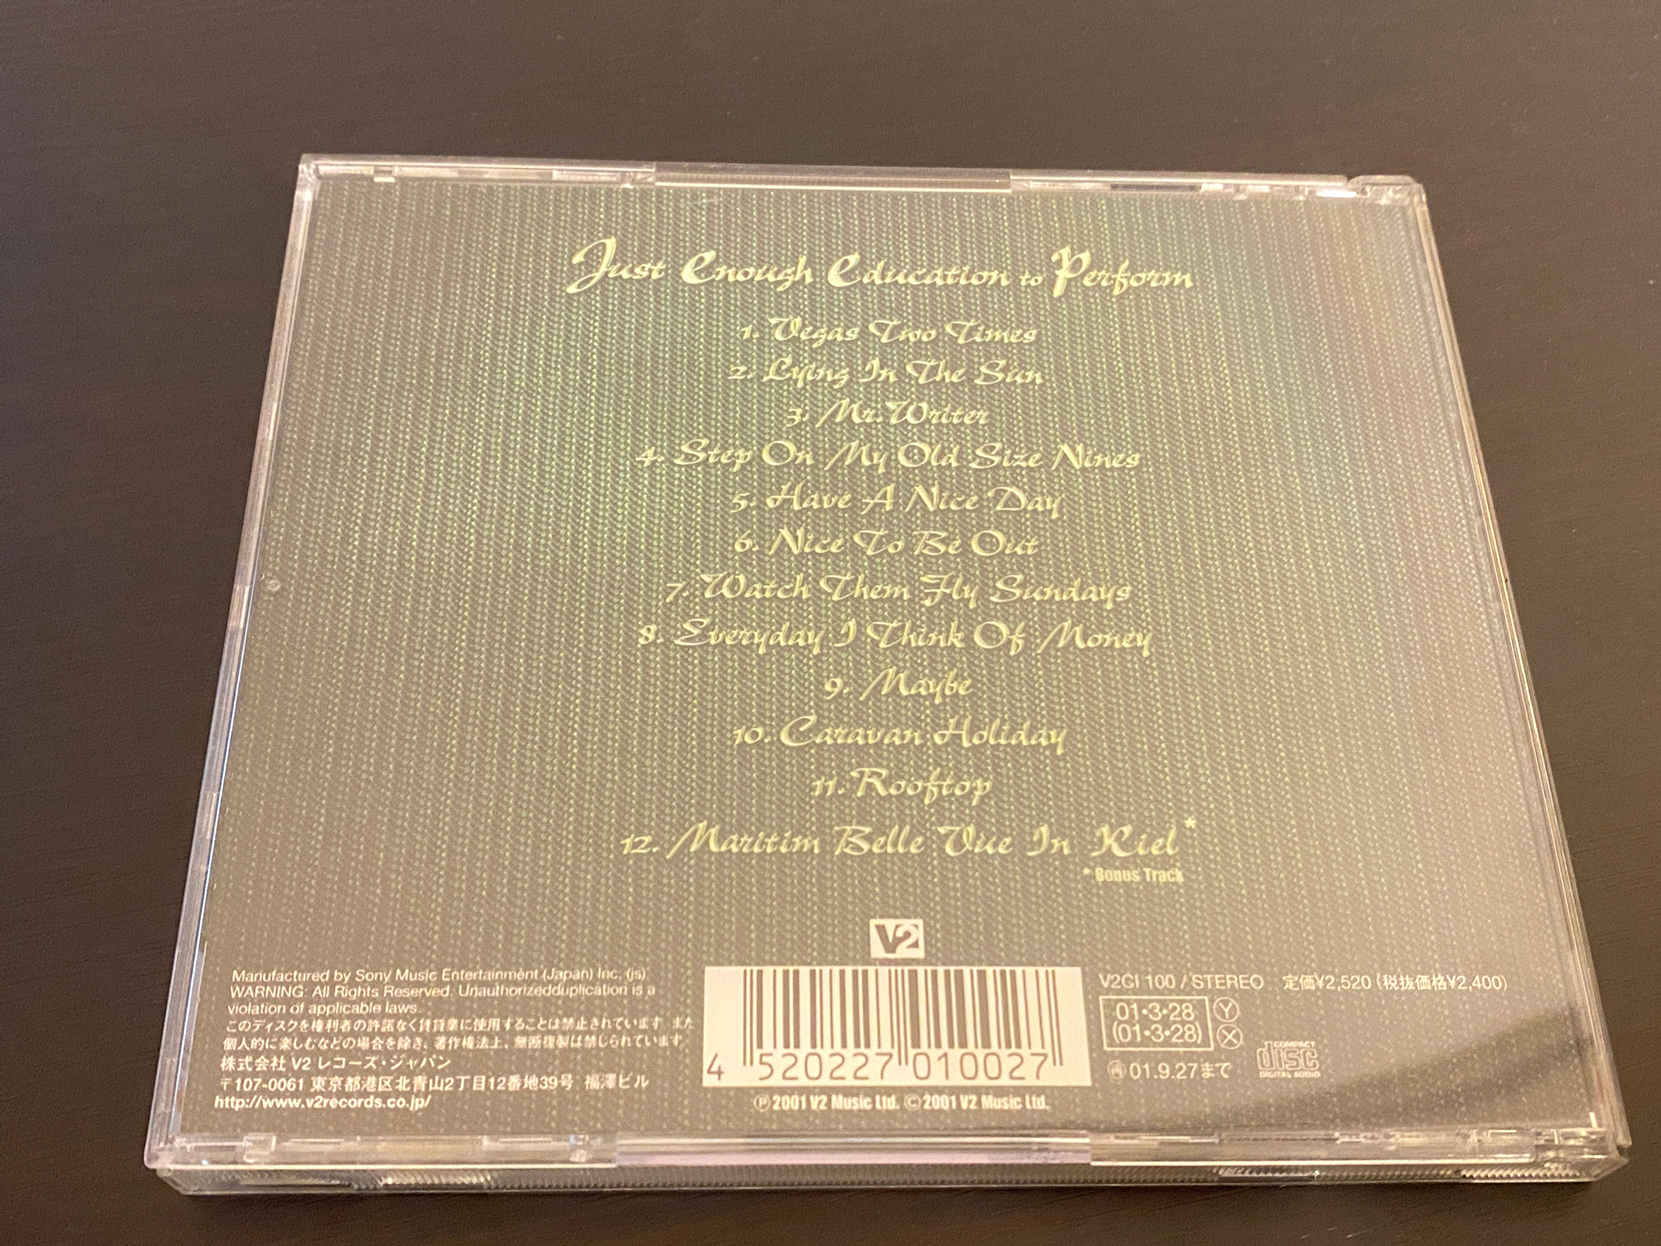 Just Enough Education to Perform
1. Vegas Two Times
2. Lying In The Sun
3. Mr. Writer
4. Step On My Old Size Nines
5. Have A Nice Day
6. Nice To Be Out
7. Watch Them Fly Sundays
8. Everyday I Think Of Money
9. Maybe
10. Caravan Holiday
11. Rooftop
12. Maritim Belle Vue In Kiel*
* Bonus Track
V2
Manufactured by Sony Music Entertainment (Japan) Inc. (js)
WARNING: All Rights Reserved. Unauthorizedduplication is a
violation of applicable laws.
このディスクを権利者の許諾なく賃貸業に使用することは禁止されています。また
個人的に楽しむなどの場合を除き、著作権法上、無断複製は禁じられています。
株式会社 V2 レコーズ・ジャパン
〒107-0061 東京都港区北青山2丁目12番地39号 福澤ビル
http://www.v2records.co.jp/
4 520227 010027
℗2001 V2 Music Ltd. ©2001 V2 Music Ltd.
V2CI 100 / STEREO 定価¥2,520 (税抜価格¥2,400)
01・3・28 Ⓨ
(01・3・28) Ⓧ
㋐01.9.27まで
COMPACT
disc
DIGITAL AUDIO